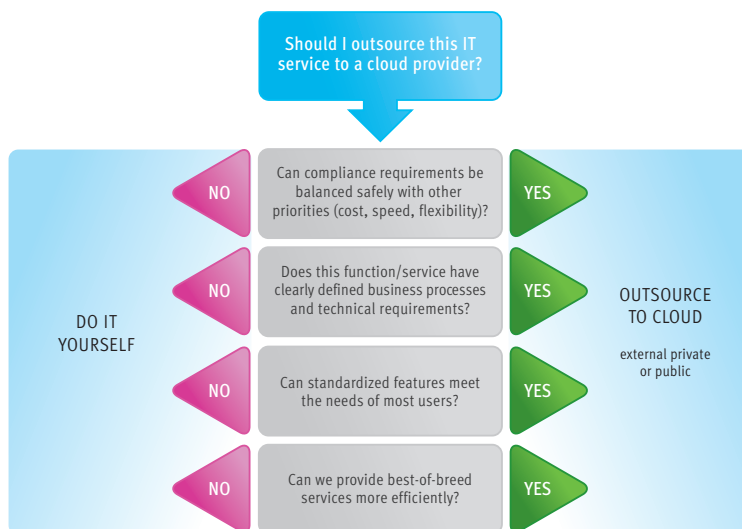 Should I outsource this IT
service to a cloud provider?
NO
Can compliance requirements be
balanced safely with other
priorities (cost, speed, flexibility)?
YES
NO
Does this function/service have
clearly defined business processes
and technical requirements?
YES
DO IT
YOURSELF
OUTSOURCE
TO CLOUD
external private
or public
NO
Can standardized features meet
the needs of most users?
YES
NO
Can we provide best-of-breed
services more efficiently?
YES